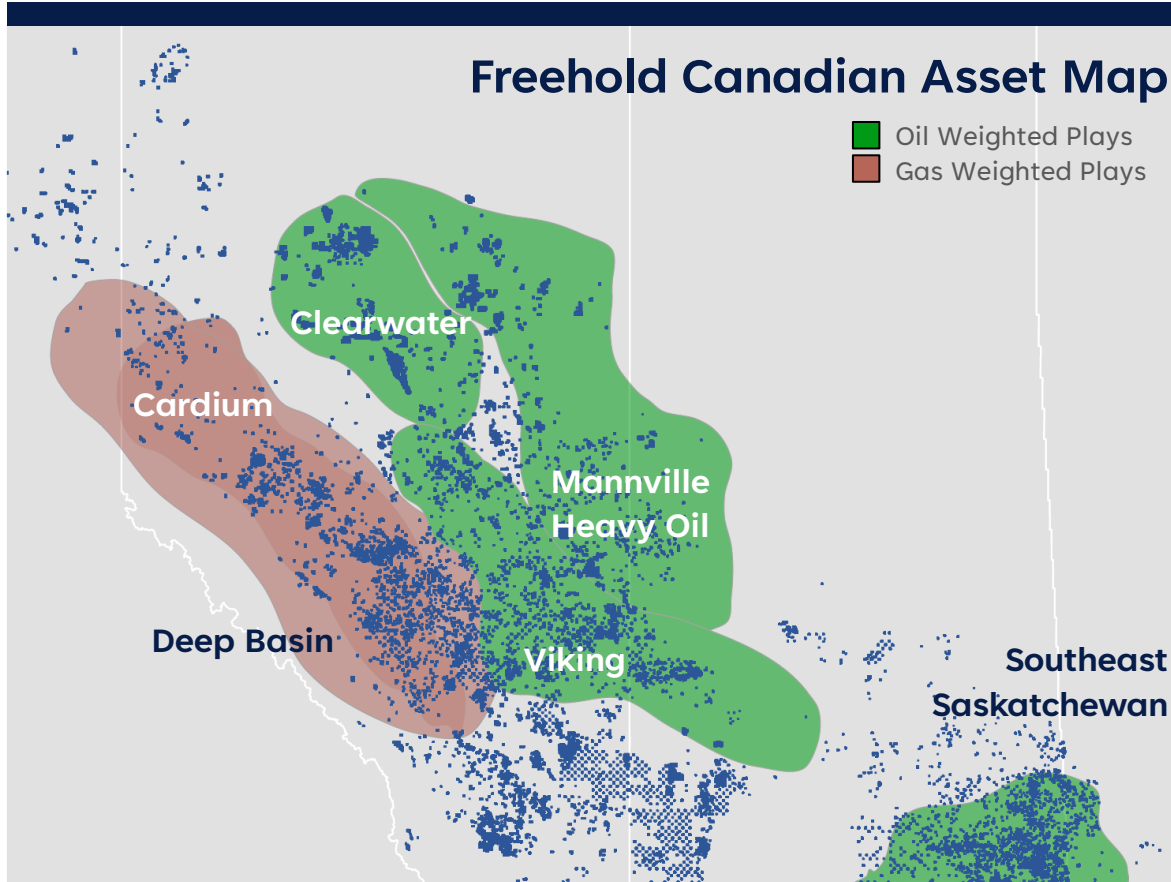 Freehold Canadian Asset Map
Oil Weighted Plays
Gas Weighted Plays
Clearwater
Cardium
Mannville
Heavy Oil
Deep Basin
Viking
Southeast
Saskatchewan